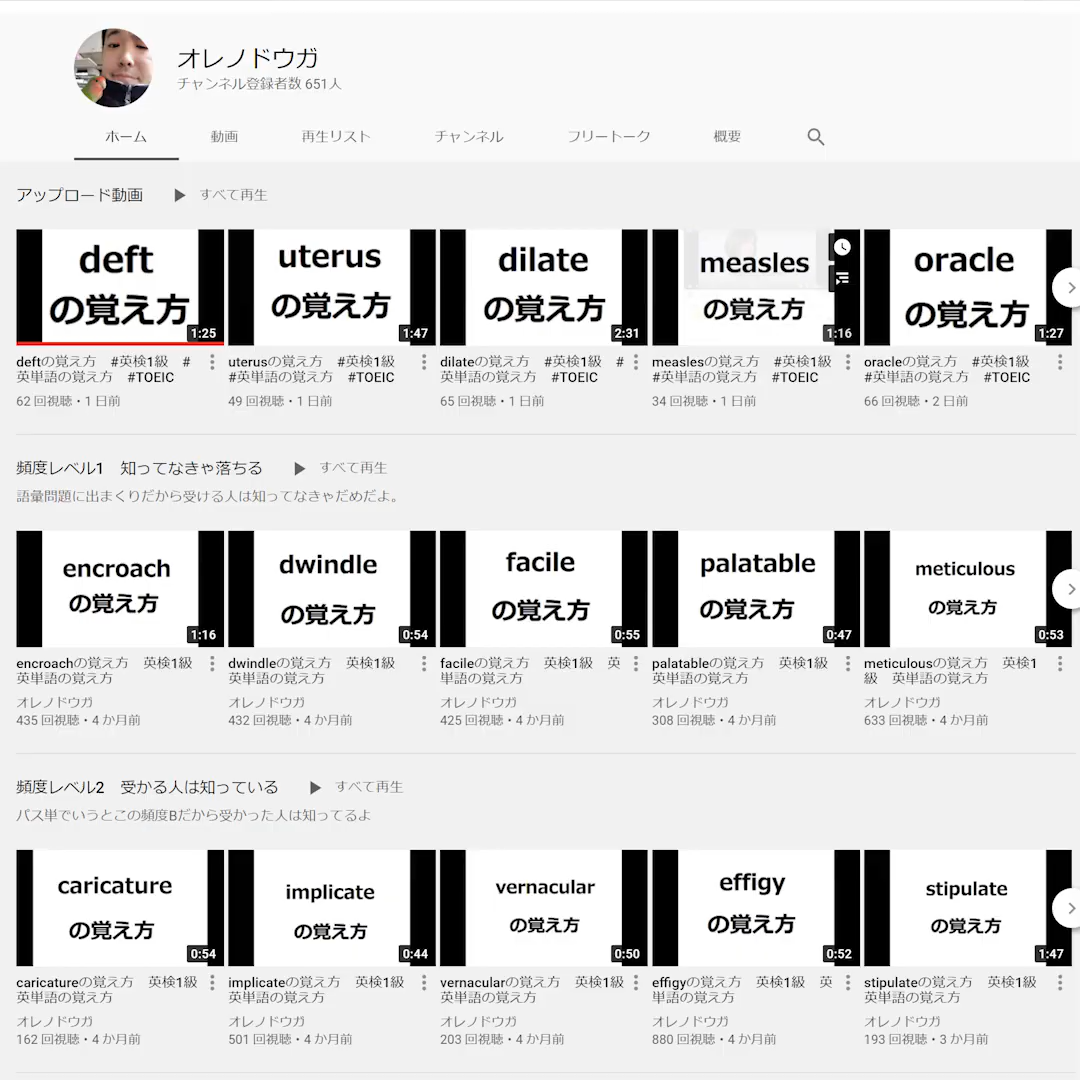 オレノドウガ
チャンネル登録者数 651人
ホーム 動画 再生リスト チャンネル フリートーク 概要
アップロード動画 ▶ すべて再生
deft の覚え方 1:25
uterus の覚え方 1:47
dilate の覚え方 2:31
measles の覚え方 1:16
oracle の覚え方 1:27
deftの覚え方 #英検1級 #英単語の覚え方 #TOEIC
62 回視聴・1 日前
uterusの覚え方 #英検1級 #英単語の覚え方 #TOEIC
49 回視聴・1 日前
dilateの覚え方 #英検1級 #英単語の覚え方 #TOEIC
65 回視聴・1 日前
measlesの覚え方 #英検1級 #英単語の覚え方 #TOEIC
34 回視聴・1 日前
oracleの覚え方 #英検1級 #英単語の覚え方 #TOEIC
66 回視聴・2 日前
頻度レベル1 知ってなきゃ落ちる ▶ すべて再生
語彙問題に出まくりだから受ける人は知ってなきゃだめだよ。
encroach の覚え方 1:16
dwindle の覚え方 0:54
facile の覚え方 0:55
palatable の覚え方 0:47
meticulous の覚え方 0:53
encroachの覚え方 英検1級 英単語の覚え方
オレノドウガ
435 回視聴・4 か月前
dwindleの覚え方 英検1級 英単語の覚え方
オレノドウガ
432 回視聴・4 か月前
facileの覚え方 英検1級 英単語の覚え方
オレノドウガ
425 回視聴・4 か月前
palatableの覚え方 英検1級 英単語の覚え方
オレノドウガ
308 回視聴・4 か月前
meticulousの覚え方 英検1級 英単語の覚え方
オレノドウガ
633 回視聴・4 か月前
頻度レベル2 受かる人は知っている ▶ すべて再生
パス単でいうとこの頻度Bだから受かった人は知ってるよ
caricature の覚え方 0:54
implicate の覚え方 0:44
vernacular の覚え方 0:50
effigy の覚え方 0:52
stipulate の覚え方 1:47
caricatureの覚え方 英検1級 英単語の覚え方
オレノドウガ
162 回視聴・4 か月前
implicateの覚え方 英検1級 英単語の覚え方
オレノドウガ
501 回視聴・4 か月前
vernacularの覚え方 英検1級 英単語の覚え方
オレノドウガ
203 回視聴・4 か月前
effigyの覚え方 英検1級 英単語の覚え方
オレノドウガ
880 回視聴・4 か月前
stipulateの覚え方 英検1級 英単語の覚え方
オレノドウガ
193 回視聴・3 か月前